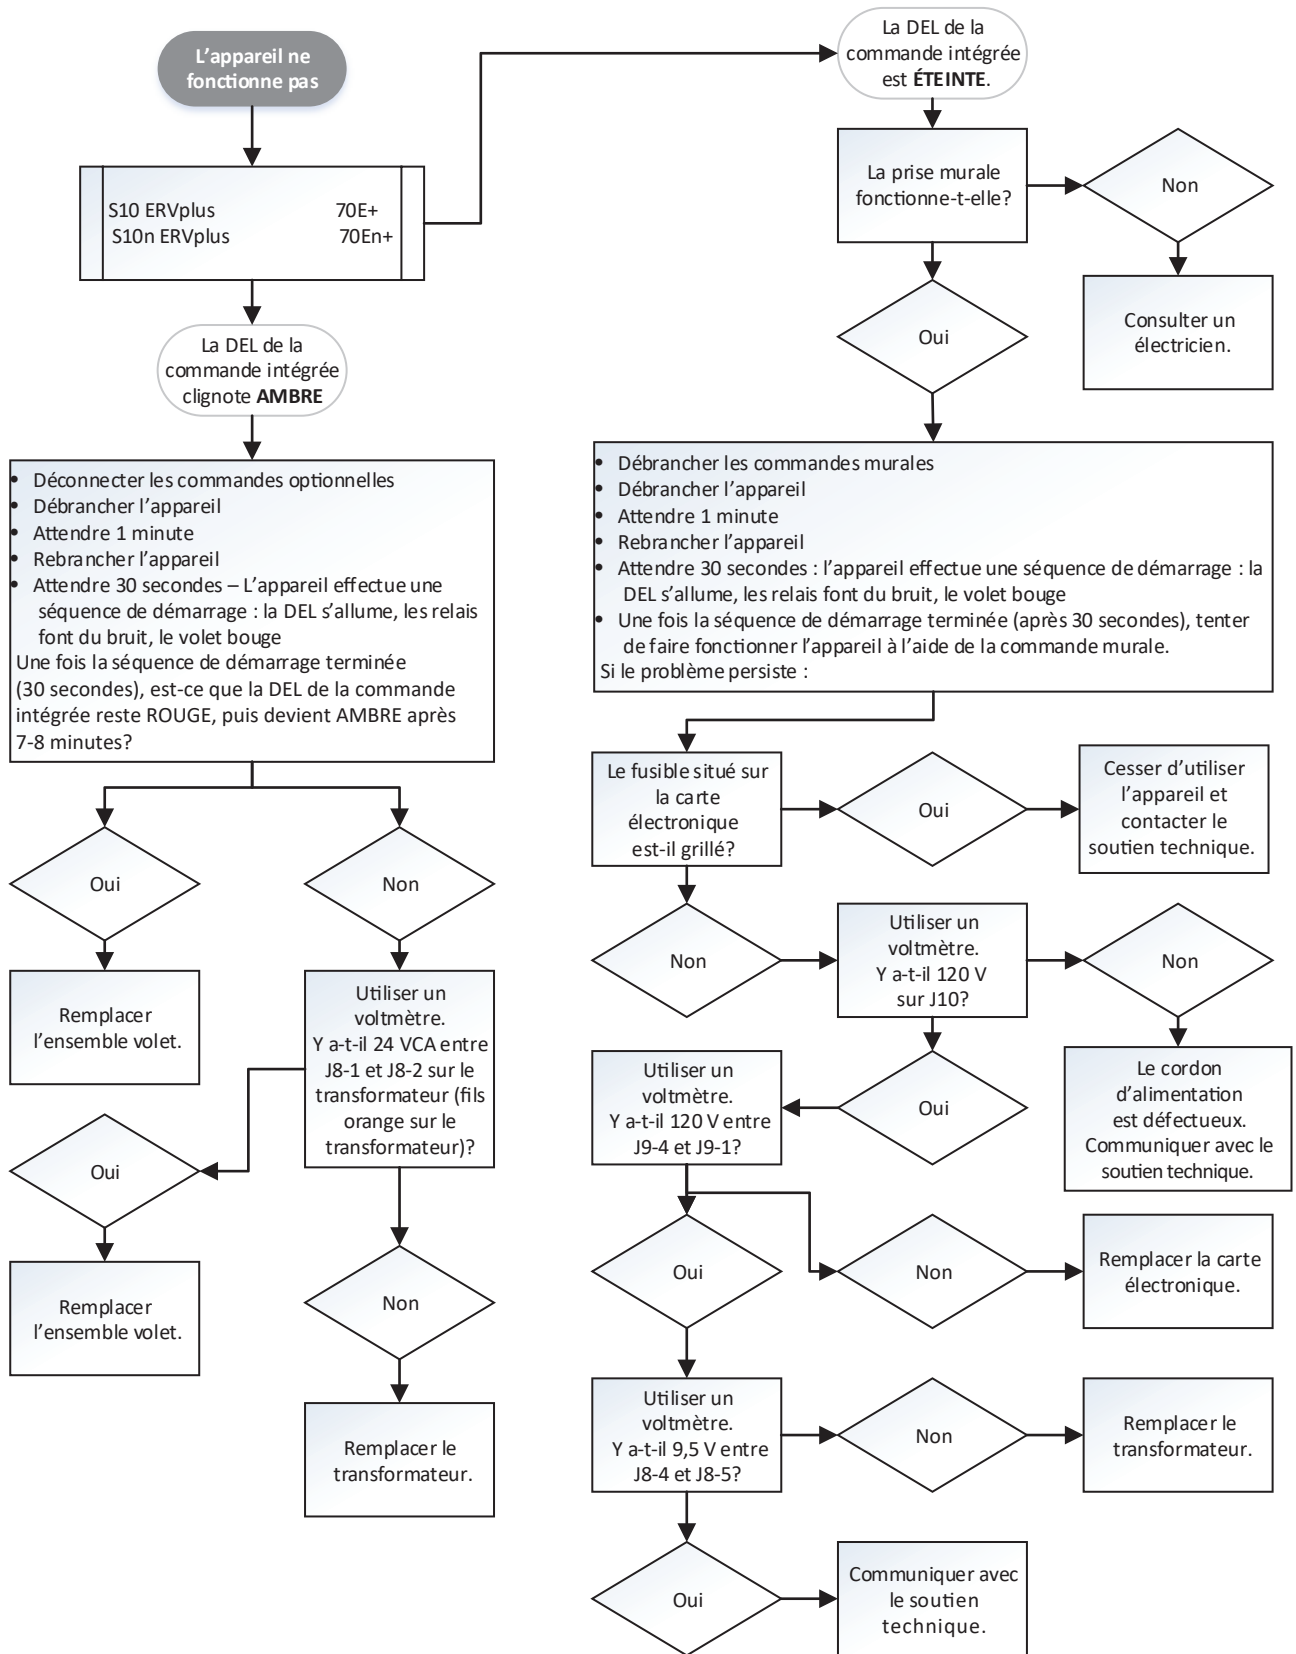 L'appareil ne
fonctionne pas
S10 ERVplus 70E+
S10n ERVplus 70En+
La DEL de la
commande intégrée
clignote AMBRE
• Déconnecter les commandes optionnelles
• Débrancher l'appareil
• Attendre 1 minute
• Rebrancher l'appareil
• Attendre 30 secondes – L'appareil effectue une
séquence de démarrage : la DEL s'allume, les relais
font du bruit, le volet bouge
Une fois la séquence de démarrage terminée
(30 secondes), est-ce que la DEL de la commande
intégrée reste ROUGE, puis devient AMBRE après
7-8 minutes?
Oui
Non
Remplacer
l'ensemble volet.
Utiliser un
voltmètre.
Y a-t-il 24 VCA entre
J8-1 et J8-2 sur le
transformateur (fils
orange sur le
transformateur)?
Oui
Remplacer
l'ensemble volet.
Non
Remplacer le
transformateur.
La DEL de la
commande intégrée
est ÉTEINTE.
La prise murale
fonctionne-t-elle?
Non
Consulter un
électricien.
Oui
• Débrancher les commandes murales
• Débrancher l'appareil
• Attendre 1 minute
• Rebrancher l'appareil
• Attendre 30 secondes : l'appareil effectue une séquence de démarrage : la
DEL s'allume, les relais font du bruit, le volet bouge
• Une fois la séquence de démarrage terminée (après 30 secondes), tenter
de faire fonctionner l'appareil à l'aide de la commande murale.
Si le problème persiste :
Le fusible situé sur
la carte
électronique
est-il grillé?
Oui
Cesser d'utiliser
l'appareil et
contacter le
soutien technique.
Non
Utiliser un
voltmètre.
Y a-t-il 120 V
sur J10?
Non
Le cordon
d'alimentation
est défectueux.
Communiquer avec le
soutien technique.
Oui
Utiliser un
voltmètre.
Y a-t-il 120 V entre
J9-4 et J9-1?
Oui
Non
Remplacer la carte
électronique.
Utiliser un
voltmètre.
Y a-t-il 9,5 V entre
J8-4 et J8-5?
Non
Remplacer le
transformateur.
Oui
Communiquer avec
le soutien
technique.